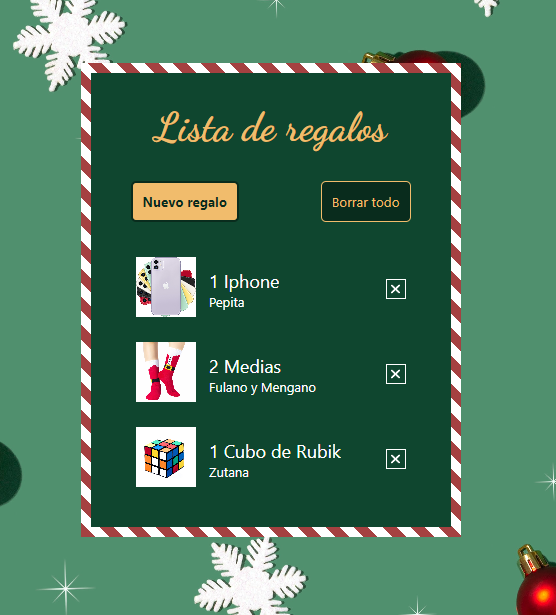 Lista de regalos
Nuevo regalo
Borrar todo
1 Iphone
Pepita
2 Medias
Fulano y Mengano
1 Cubo de Rubik
Zutana